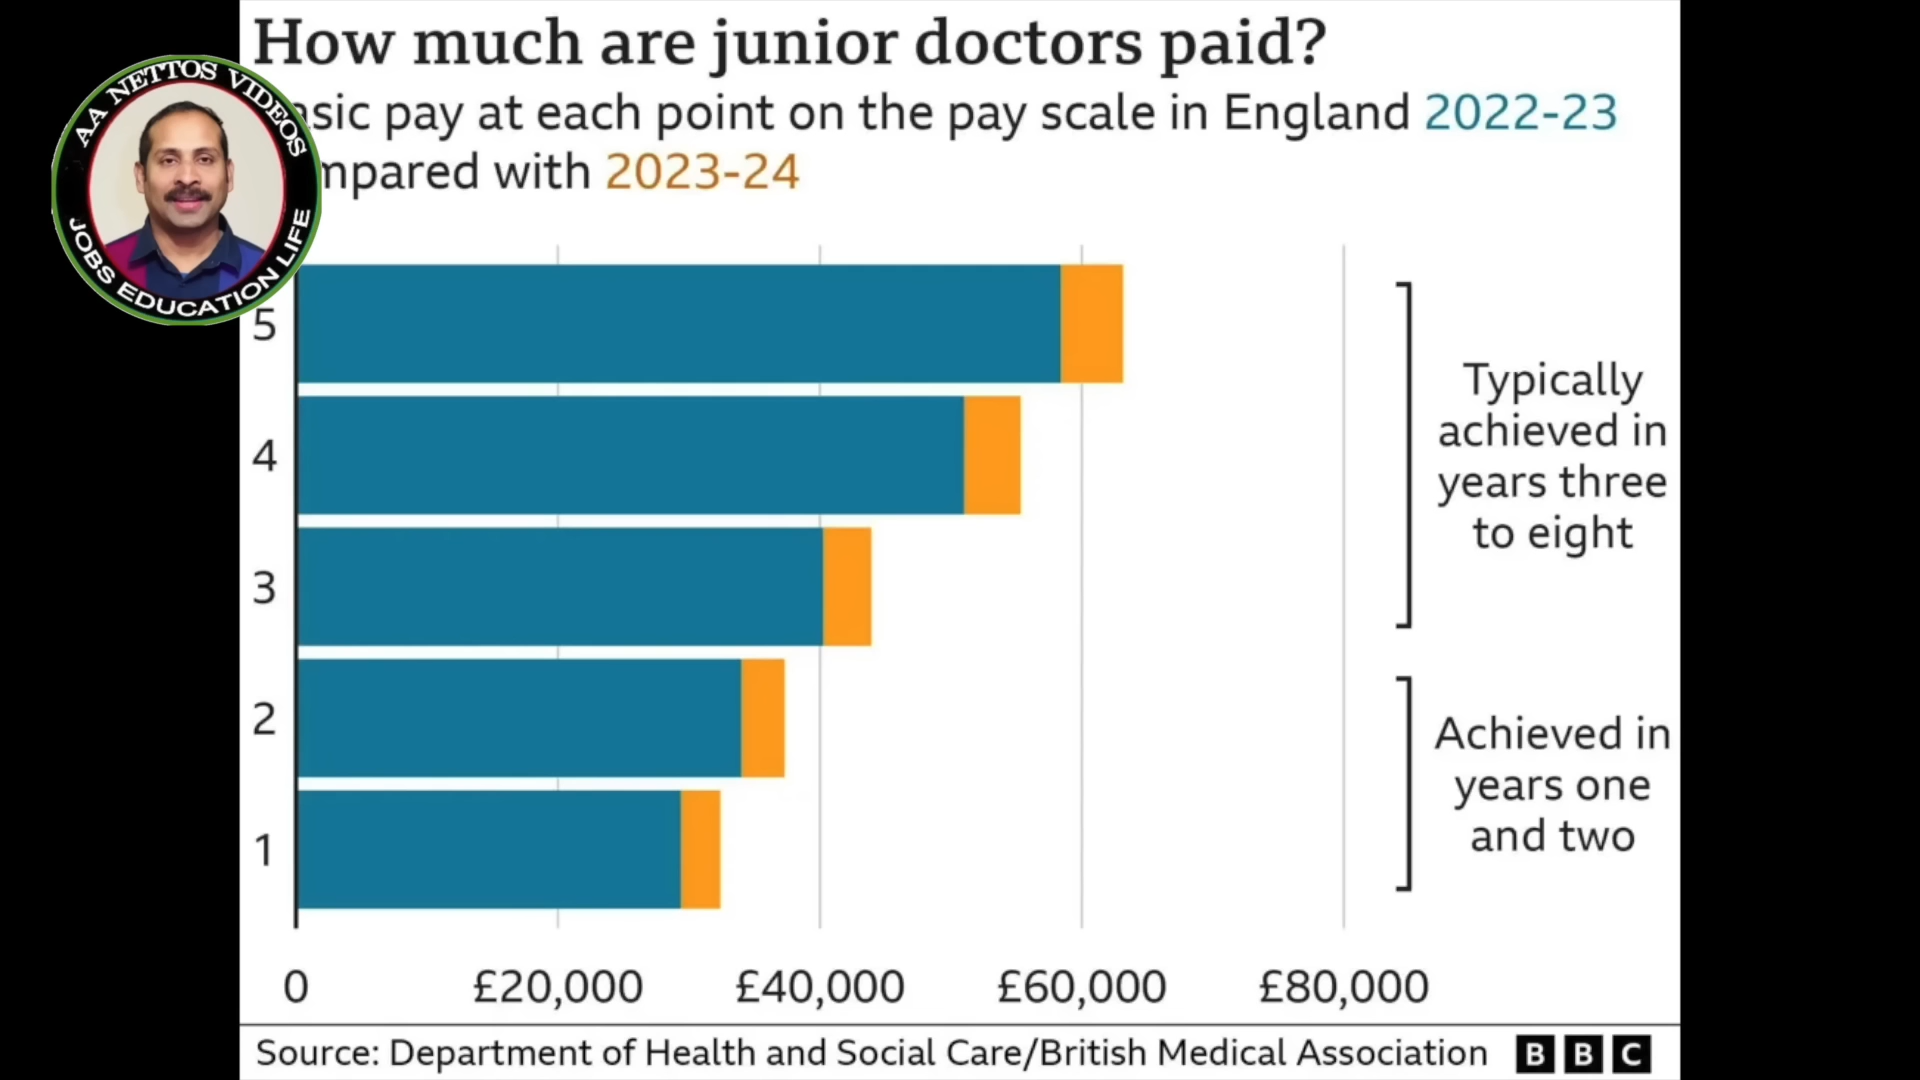 How much are junior doctors paid?
pay at each point on the pay scale in England 2022-23
with 2023-24
AA NETTOS VIDEOS
JOBS EDUCATION LIFE
5
4
3
2
1
Typically
achieved in
years three
to eight
Achieved in
years one
and two
0 £20,000 £40,000 £60,000 £80,000
Source: Department of Health and Social Care/British Medical Association BBC